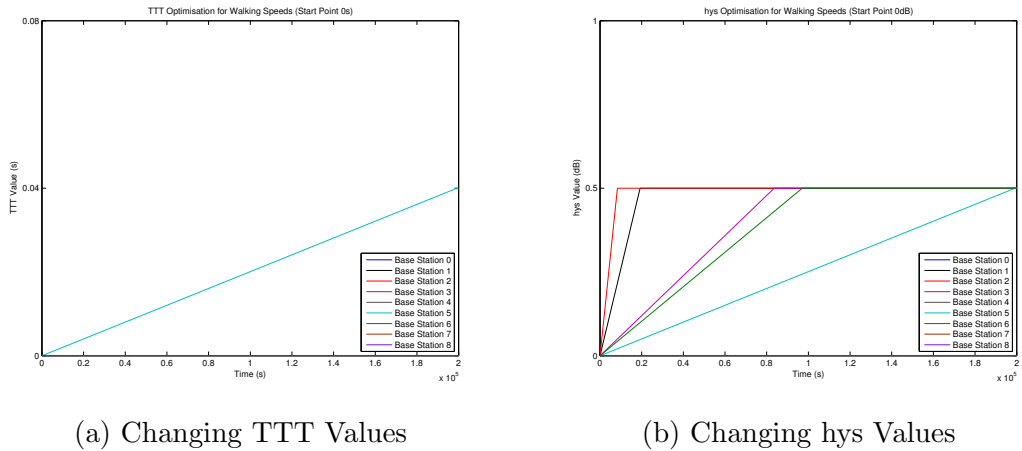 TTT Optimisation for Walking Speeds (Start Point 0s)
0.08
0.04
0
TTT Value (s)
0 0.2 0.4 0.6 0.8 1 1.2 1.4 1.6 1.8 2
x 10^5
Time (s)
Base Station 0
Base Station 1
Base Station 2
Base Station 3
Base Station 4
Base Station 5
Base Station 6
Base Station 7
Base Station 8
(a) Changing TTT Values
hys Optimisation for Walking Speeds (Start Point 0dB)
1
0.5
0
hys Value (dB)
0 0.2 0.4 0.6 0.8 1 1.2 1.4 1.6 1.8 2
x 10^5
Time (s)
Base Station 0
Base Station 1
Base Station 2
Base Station 3
Base Station 4
Base Station 5
Base Station 6
Base Station 7
Base Station 8
(b) Changing hys Values